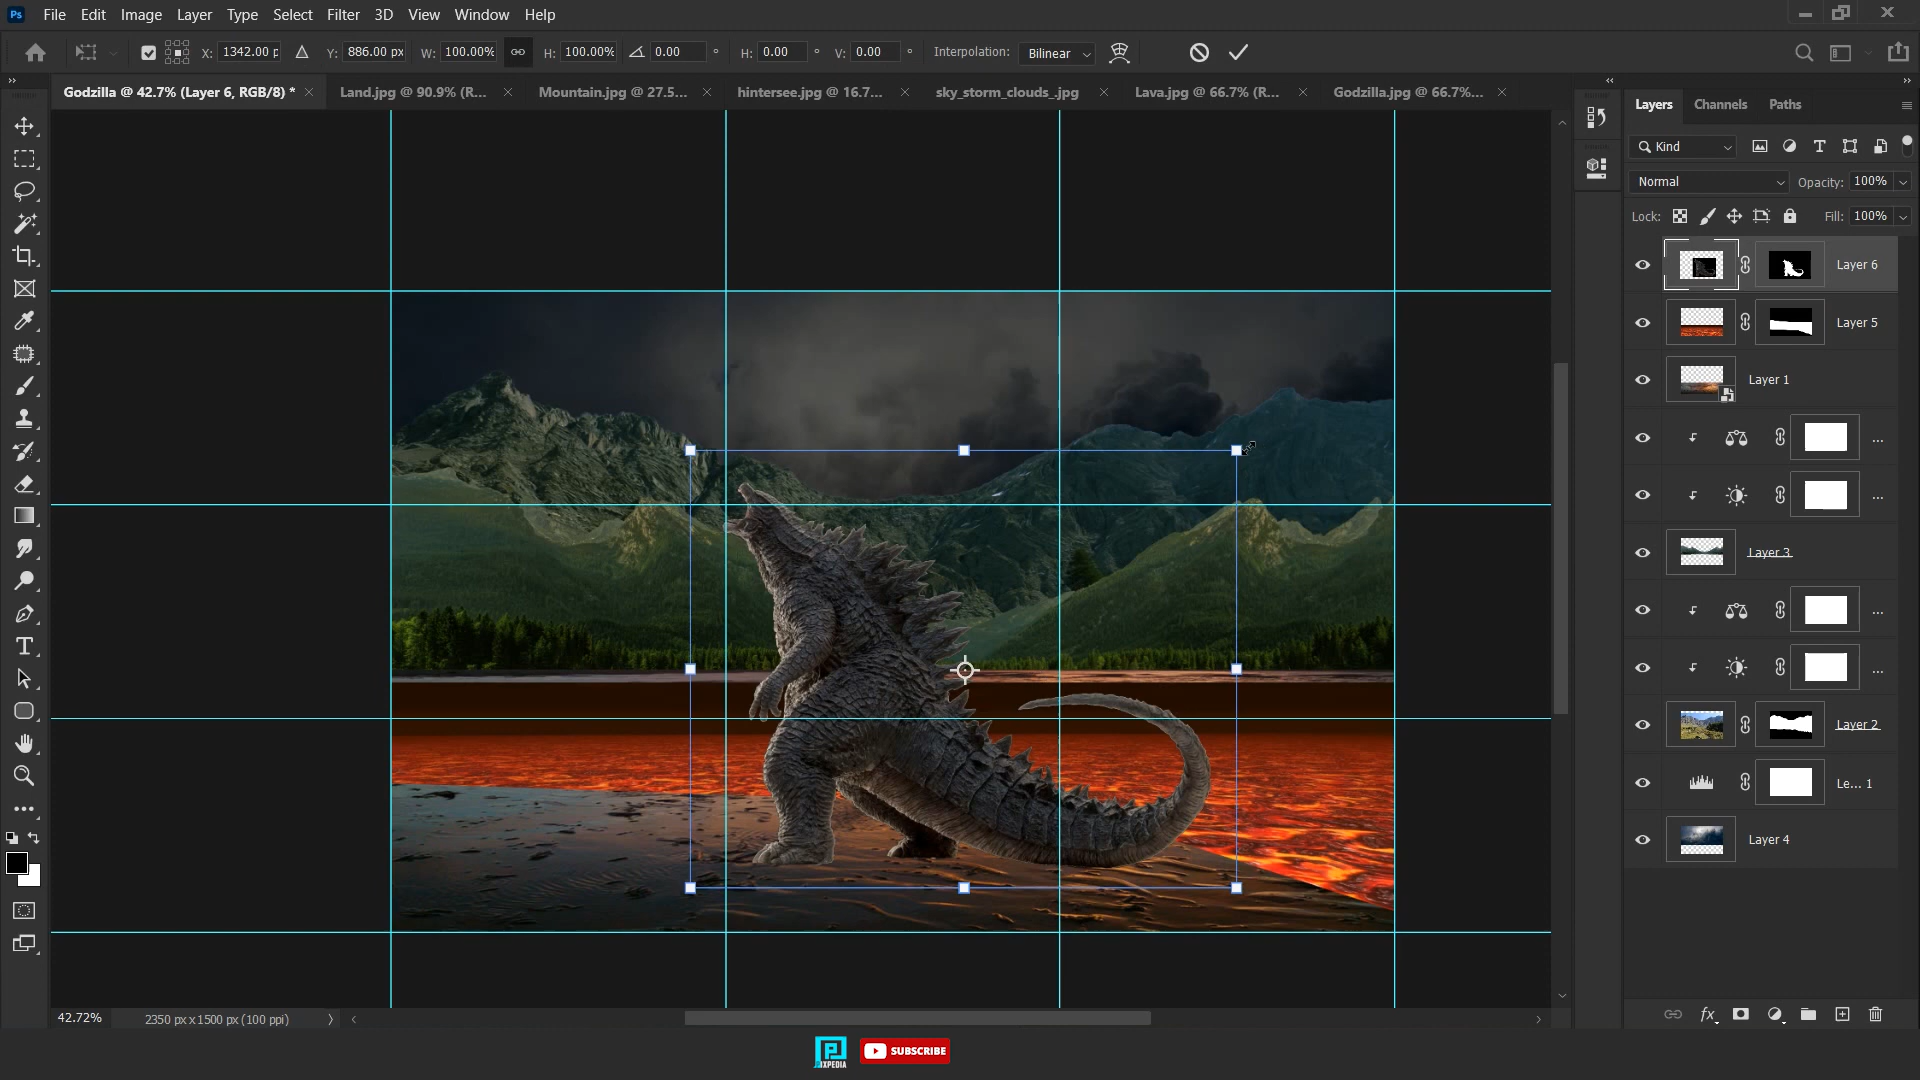 Ps File Edit Image Layer Type Select Filter 3D View Window Help
X: 1342.00 p Y: 886.00 px W: 100.00% H: 100.00% 0.00 ° H: 0.00 ° V: 0.00 ° Interpolation: Bilinear
Godzilla @ 42.7% (Layer 6, RGB/8) * Land.jpg @ 90.9% (R... Mountain.jpg @ 27.5... hintersee.jpg @ 16.7... sky_storm_clouds_.jpg Lava.jpg @ 66.7% (R... Godzilla.jpg @ 66.7%...
Layers Channels Paths
Kind
Normal Opacity: 100%
Lock: Fill: 100%
Layer 6
Layer 5
Layer 1
...
...
Layer 3
...
...
Layer 2
Le... 1
Layer 4
fx
42.72% 2350 px x 1500 px (100 ppi)
PIXPEDIA SUBSCRIBE